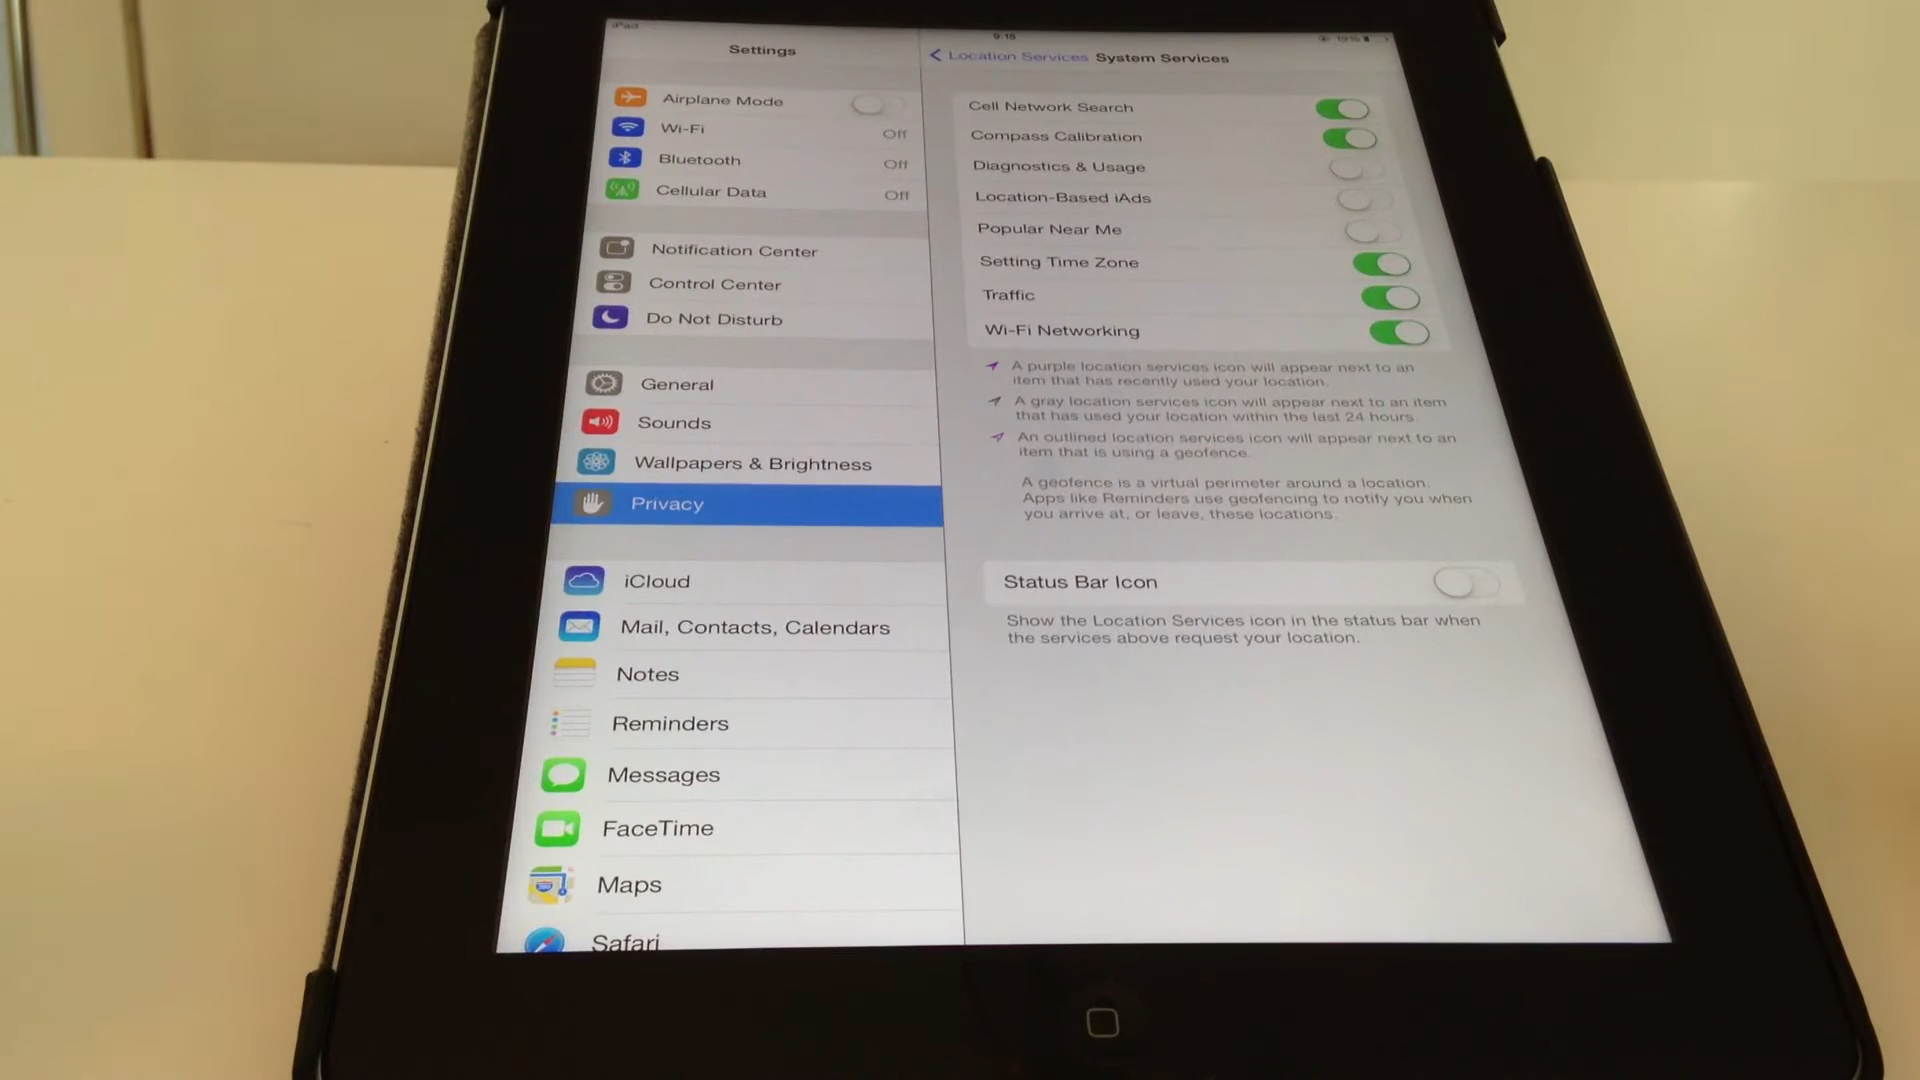 iPad
9:15
19%
Settings
Airplane Mode
Wi-Fi
Off
Bluetooth
Off
Cellular Data
Off
Notification Center
Control Center
Do Not Disturb
General
Sounds
Wallpapers & Brightness
Privacy
iCloud
Mail, Contacts, Calendars
Notes
Reminders
Messages
FaceTime
Maps
Safari
Location Services
System Services
Cell Network Search
Compass Calibration
Diagnostics & Usage
Location-Based iAds
Popular Near Me
Setting Time Zone
Traffic
Wi-Fi Networking
A purple location services icon will appear next to an
item that has recently used your location.
A gray location services icon will appear next to an item
that has used your location within the last 24 hours.
An outlined location services icon will appear next to an
item that is using a geofence.
A geofence is a virtual perimeter around a location.
Apps like Reminders use geofencing to notify you when
you arrive at, or leave, these locations.
Status Bar Icon
Show the Location Services icon in the status bar when
the services above request your location.